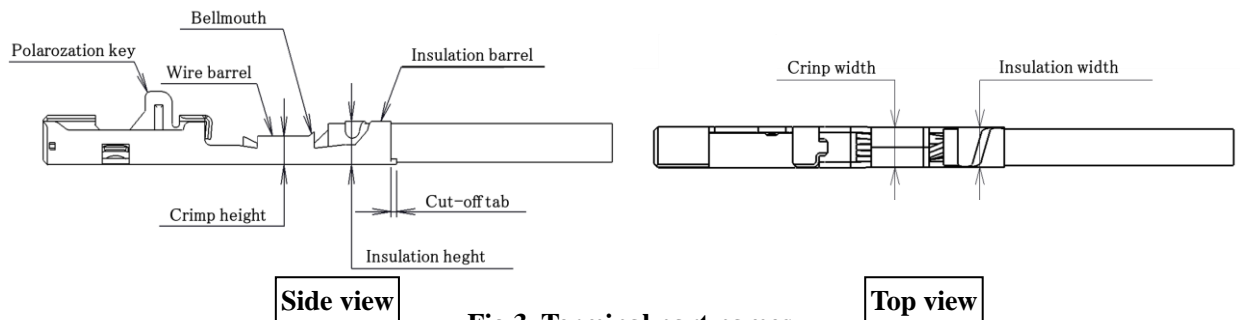 Bellmouth
Polarozation key
Wire barrel
Insulation barrel
Crimp height
Cut-off tab
Insulation heght
Side view
Crinp width
Insulation width
Top view
Fig.3 Terminal part names